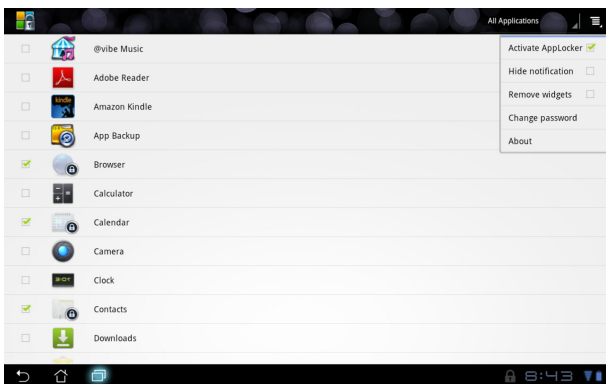 All Applications
@vibe Music
Activate AppLocker
Adobe Reader
Hide notification
kindle
Amazon Kindle
Remove widgets
Change password
App Backup
About
Browser
Calculator
Calendar
Camera
Clock
Contacts
Downloads
8:43